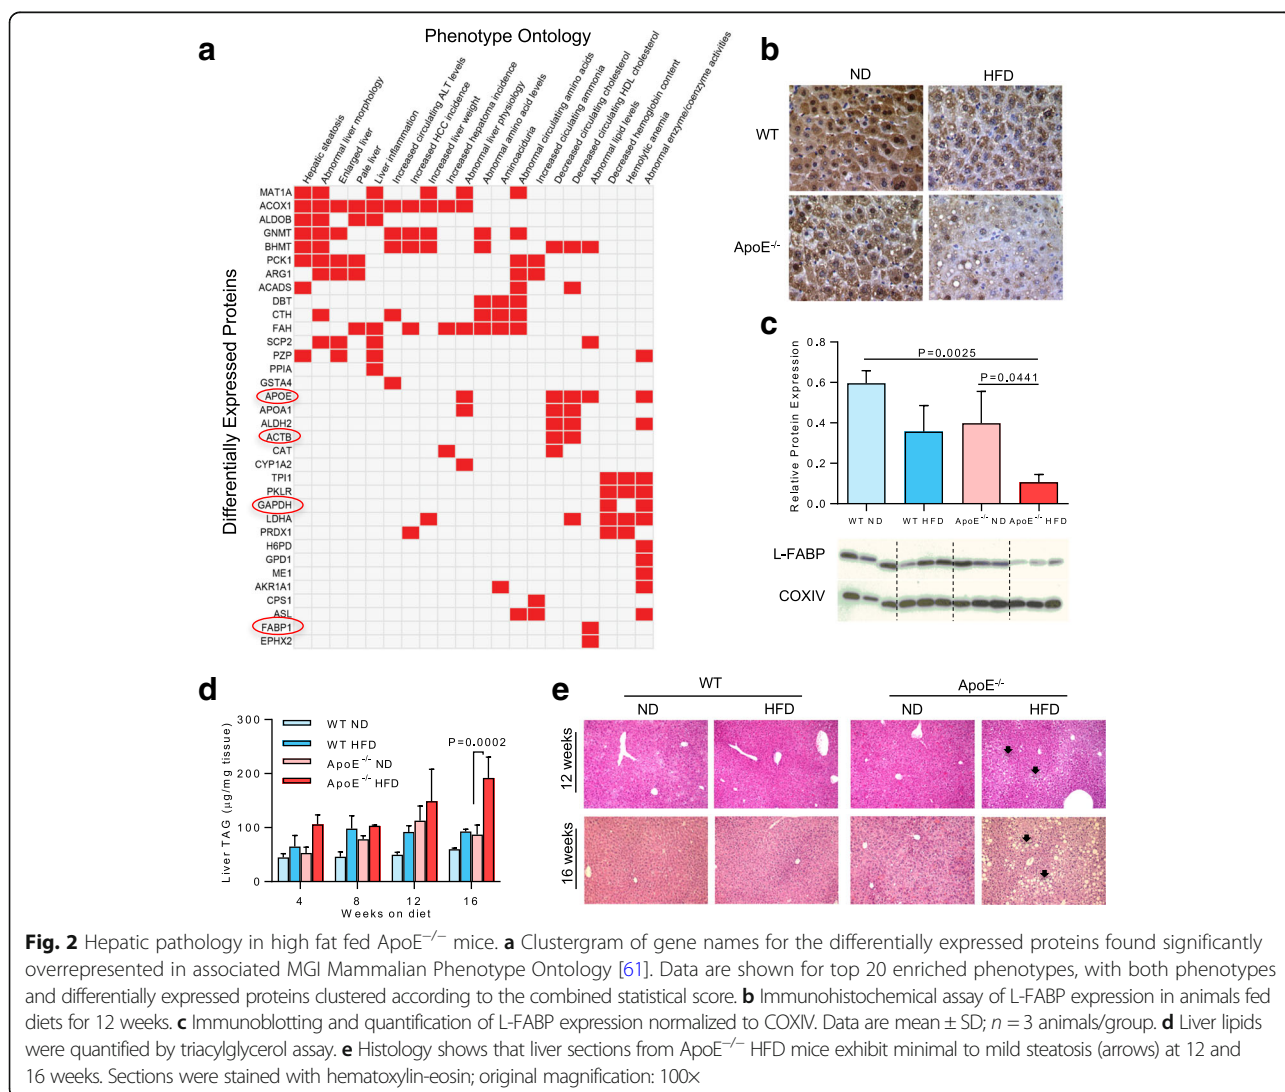 a
Phenotype Ontology
Hepatic steatosis
Abnormal liver morphology
Enlarged liver
Pale liver
Liver inflammation
Increased circulating ALT levels
Increased HCC incidence
Increased liver weight
Increased hepatoma incidence
Abnormal liver physiology
Abnormal amino acid levels
Aminoaciduria
Abnormal circulating amino acids
Increased ciculating ammonia
Decreased circulating cholesterol
Decreased circulating HDL cholesterol
Abnormal lipid levels
Decreased hemoglobin content
Hemolytic anemia
Abnormal enzyme/coenzyme activities
Differentially Expressed Proteins
MAT1A
ACOX1
ALDOB
GNMT
BHMT
PCK1
ARG1
ACADS
DBT
CTH
FAH
SCP2
PZP
PPIA
GSTA4
APOE
APOA1
ALDH2
ACTB
CAT
CYP1A2
TPI1
PKLR
GAPDH
LDHA
PRDX1
H6PD
GPD1
ME1
AKR1A1
CPS1
ASL
FABP1
EPHX2
b
ND HFD
WT
ApoE-/-
c
Relative Protein Expression
0.8
0.6
0.4
0.2
0.0
P=0.0025
P=0.0441
WT ND WT HFD ApoE-/- ND ApoE-/- HFD
L-FABP
COXIV
d
Liver TAG (µg/mg tissue)
300
200
100
0
WT ND
WT HFD
ApoE-/- ND
ApoE-/- HFD
P=0.0002
4 8 12 16
Weeks on diet
e
WT ApoE-/-
ND HFD ND HFD
12 weeks
16 weeks
Fig. 2 Hepatic pathology in high fat fed ApoE−/− mice. a Clustergram of gene names for the differentially expressed proteins found significantly
overrepresented in associated MGI Mammalian Phenotype Ontology [61]. Data are shown for top 20 enriched phenotypes, with both phenotypes
and differentially expressed proteins clustered according to the combined statistical score. b Immunohistochemical assay of L-FABP expression in animals fed
diets for 12 weeks. c Immunoblotting and quantification of L-FABP expression normalized to COXIV. Data are mean ± SD; n = 3 animals/group. d Liver lipids
were quantified by triacylglycerol assay. e Histology shows that liver sections from ApoE−/− HFD mice exhibit minimal to mild steatosis (arrows) at 12 and
16 weeks. Sections were stained with hematoxylin-eosin; original magnification: 100×